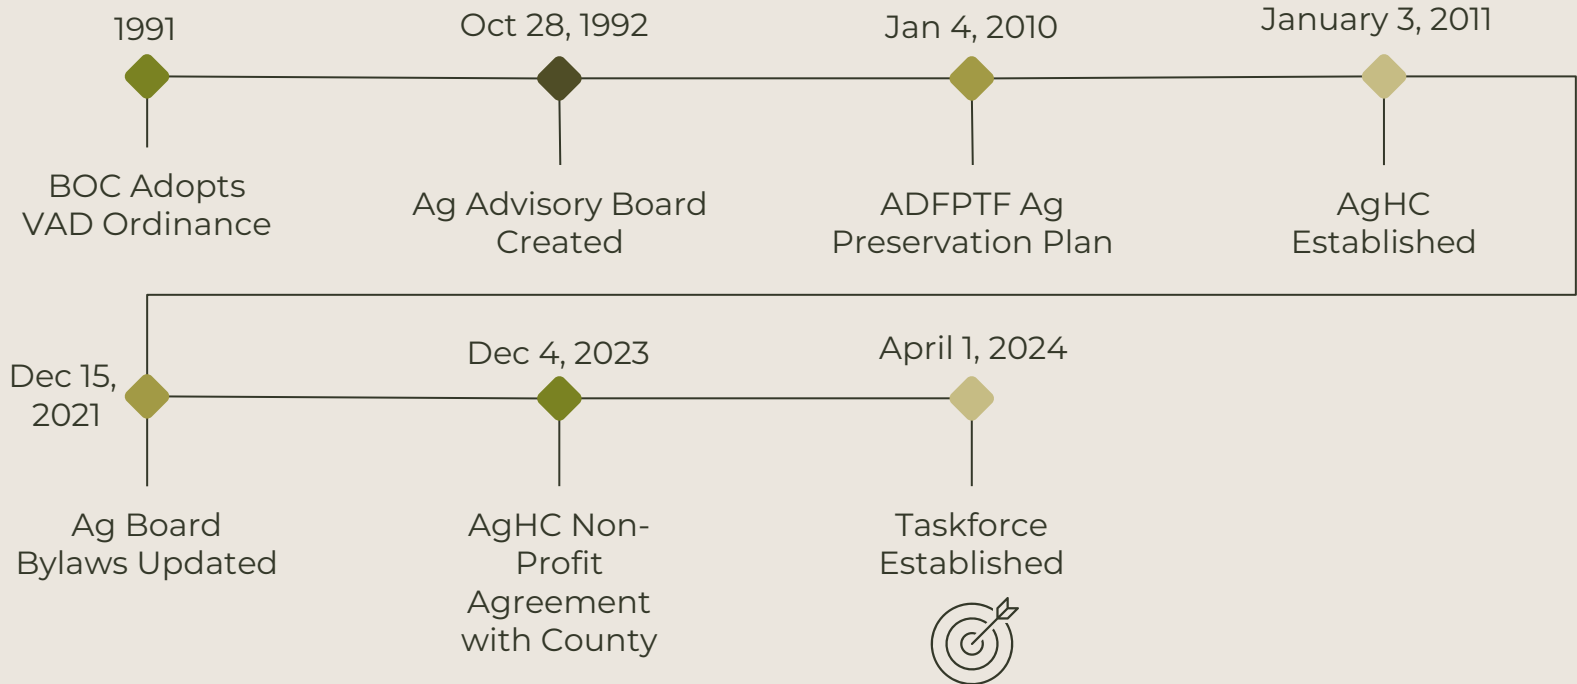 1991
BOC Adopts
VAD Ordinance
Oct 28, 1992
Ag Advisory Board
Created
Jan 4, 2010
ADFPTF Ag
Preservation Plan
January 3, 2011
AgHC
Established
Dec 15,
2021
Ag Board
Bylaws Updated
Dec 4, 2023
AgHC Non-
Profit
Agreement
with County
April 1, 2024
Taskforce
Established